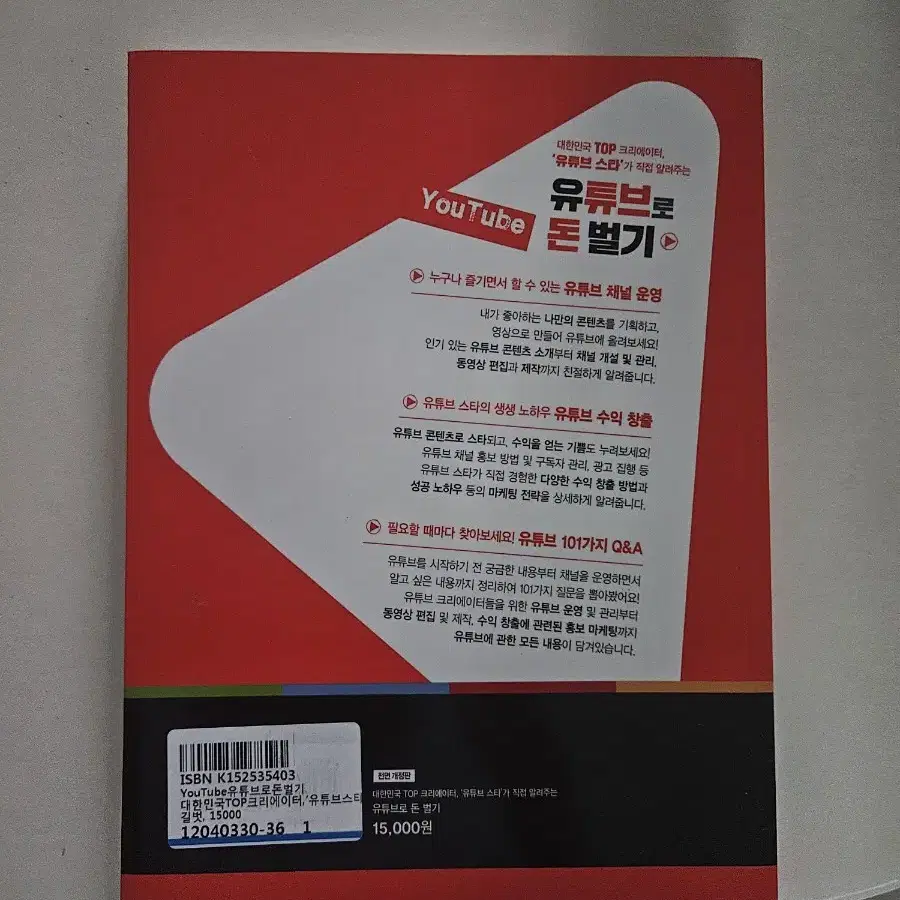 대한민국 TOP 크리에이터,
'유튜브 스타'가 직접 알려주는
YouTube
유튜브로
돈 벌기
누구나 즐기면서 할 수 있는 유튜브 채널 운영
내가 좋아하는 나만의 콘텐츠를 기획하고,
영상으로 만들어 유튜브에 올려보세요!
인기 있는 유튜브 콘텐츠 소개부터 채널 개설 및 관리,
동영상 편집과 제작까지 친절하게 알려줍니다.
유튜브 스타의 생생 노하우 유튜브 수익 창출
유튜브 콘텐츠로 스타되고, 수익을 얻는 기쁨도 누려보세요!
유튜브 채널 홍보 방법 및 구독자 관리, 광고 집행 등
유튜브 스타가 직접 경험한 다양한 수익 창출 방법과
성공 노하우 등의 마케팅 전략을 상세하게 알려줍니다.
필요할 때마다 찾아보세요! 유튜브 101가지 Q&A
유튜브를 시작하기 전 궁금한 내용부터 채널을 운영하면서
알고 싶은 내용까지 정리하여 101가지 질문을 뽑아봤어요!
유튜브 크리에이터들을 위한 유튜브 운영 및 관리부터
동영상 편집 및 제작, 수익 창출에 관련된 홍보 마케팅까지
유튜브에 관한 모든 내용이 담겨있습니다.
ISBN K152535403
YouTube유튜브로돈벌기
대한민국TOP크리에이터,'유튜브스타
길벗, 15000
12040330-36 1
전면 개정판
대한민국 TOP 크리에이터, '유튜브 스타'가 직접 알려주는
유튜브로 돈 벌기
15,000원